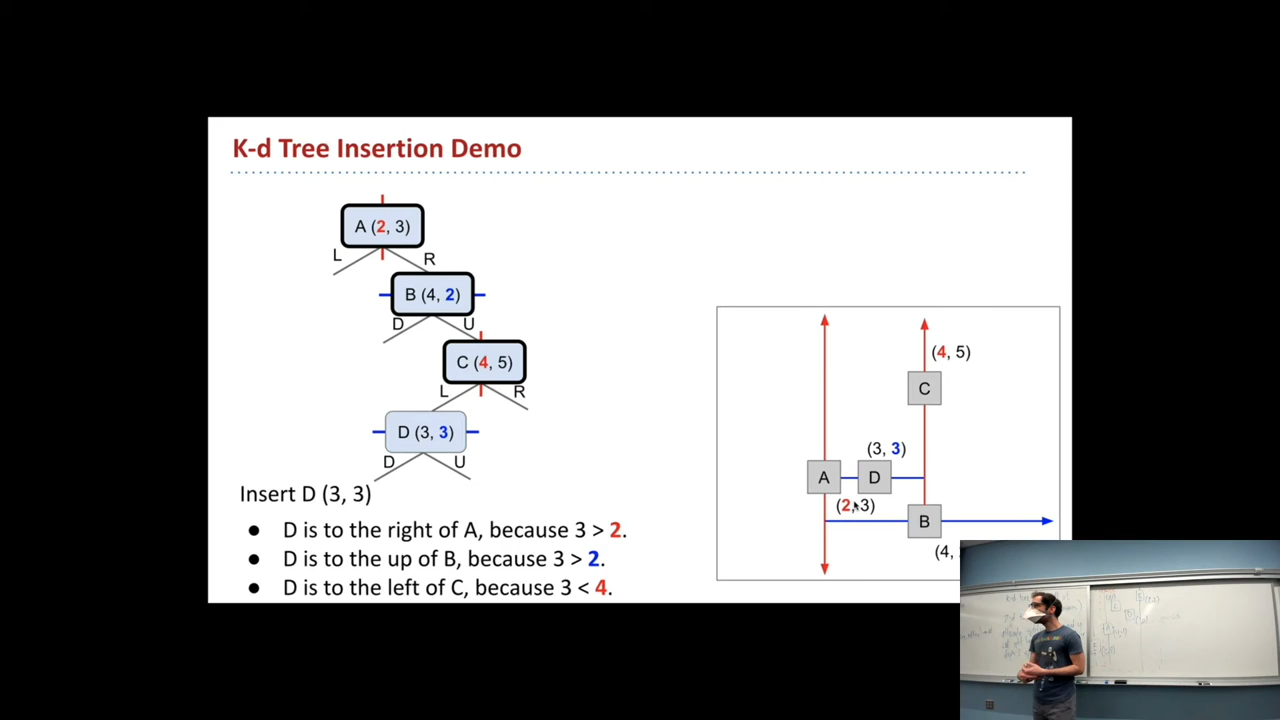 K-d Tree Insertion Demo
A (2, 3)
L R
B (4, 2)
D U
C (4, 5)
L R
D (3, 3)
D U
Insert D (3, 3)
● D is to the right of A, because 3 > 2.
● D is to the up of B, because 3 > 2.
● D is to the left of C, because 3 < 4.
(4, 5)
C
(3, 3)
A D
(2, 3)
B
(4,